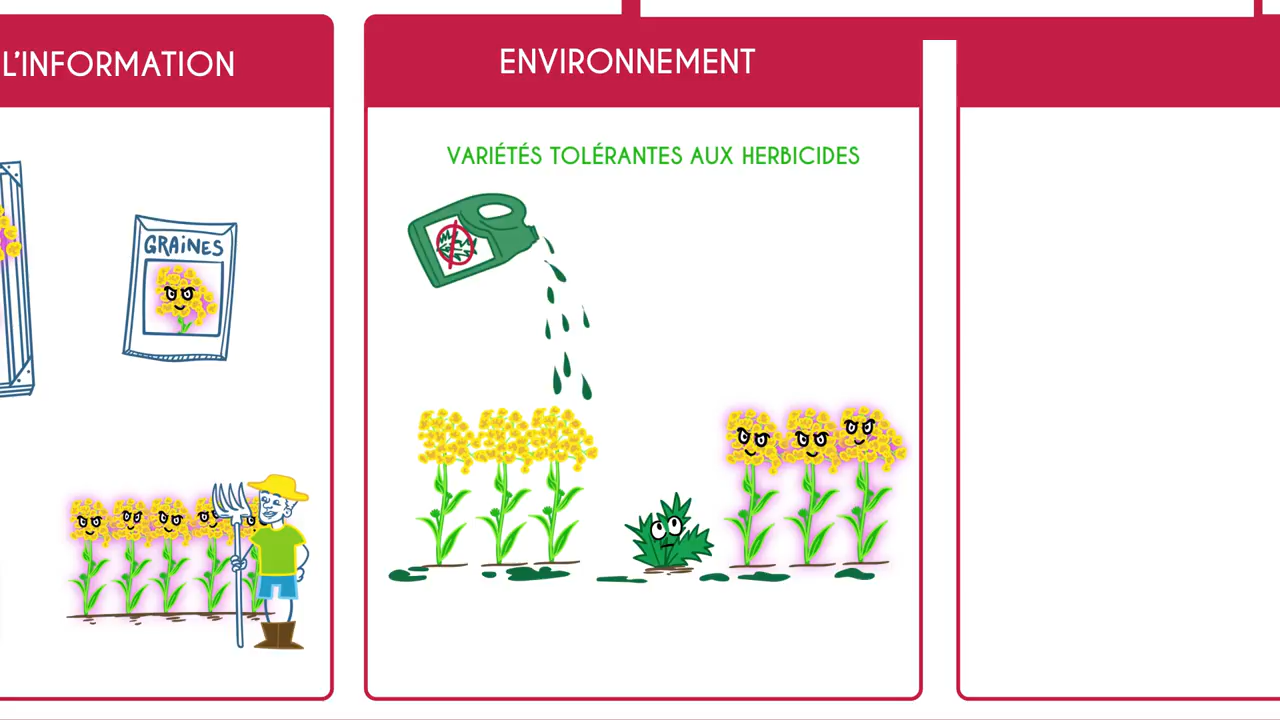 L'INFORMATION
ENVIRONNEMENT
VARIÉTÉS TOLÉRANTES AUX HERBICIDES
GRAINES